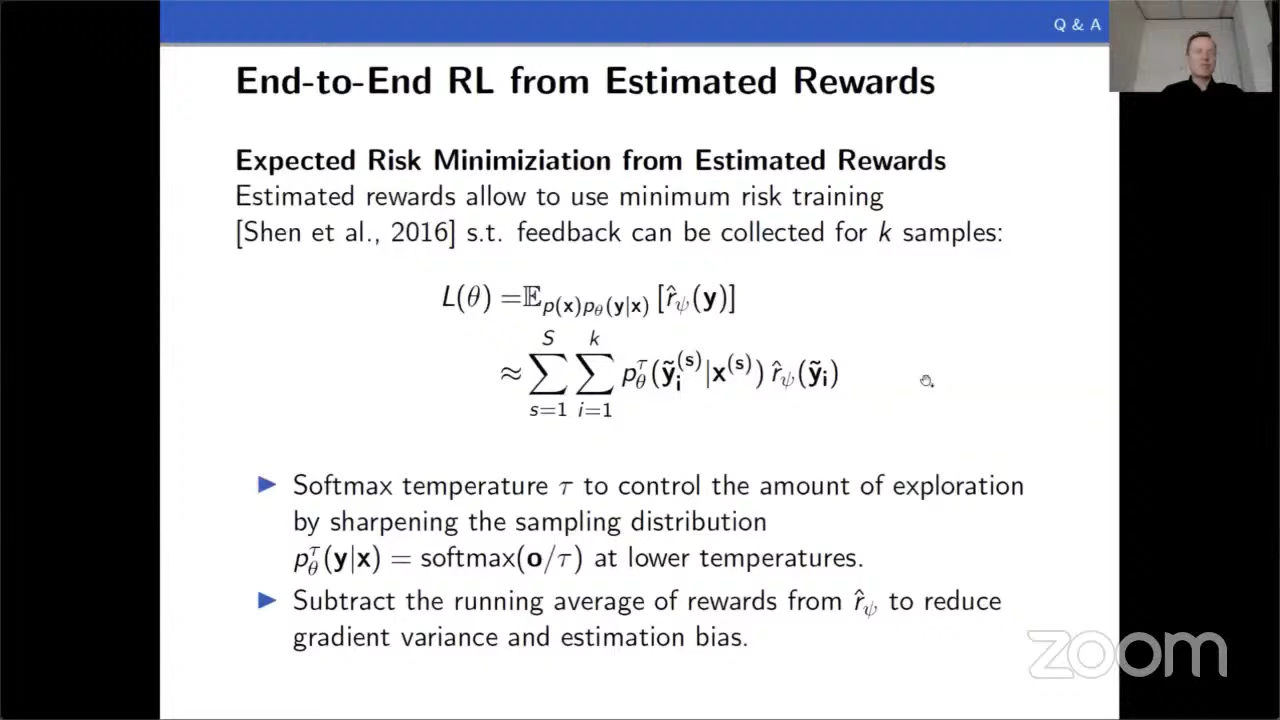 Q & A
End-to-End RL from Estimated Rewards
Expected Risk Minimiziation from Estimated Rewards
Estimated rewards allow to use minimum risk training
[Shen et al., 2016] s.t. feedback can be collected for k samples:
L(θ) =𝔼_{p(x)p_θ(y|x)} [r̂_ψ(y)]
≈ ∑_{s=1}^{S} ∑_{i=1}^{k} p_θ^τ(ỹ_i^{(s)}|x^{(s)}) r̂_ψ(ỹ_i)
▶ Softmax temperature τ to control the amount of exploration
by sharpening the sampling distribution
p_θ^τ(y|x) = softmax(o/τ) at lower temperatures.
▶ Subtract the running average of rewards from r̂_ψ to reduce
gradient variance and estimation bias.
zoom